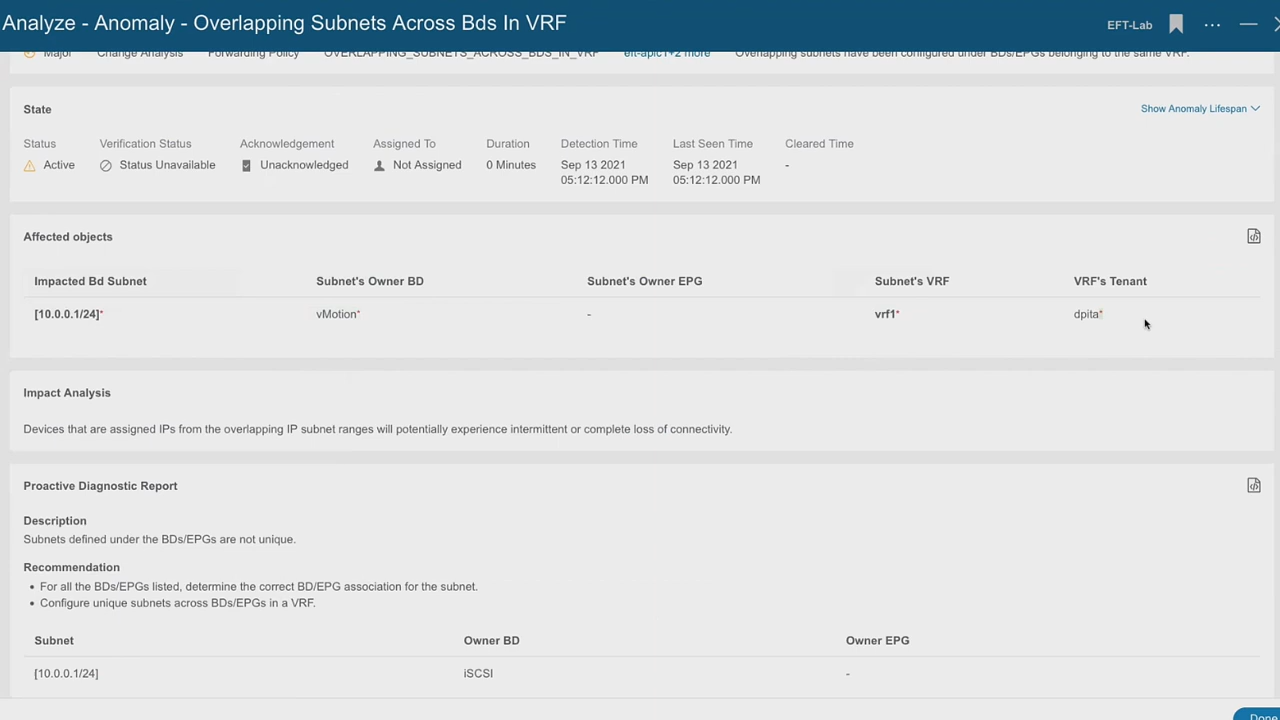 Analyze - Anomaly - Overlapping Subnets Across Bds In VRF
EFT-Lab
Major Change Analysis Forwarding Policy OVERLAPPING_SUBNETS_ACROSS_BDS_IN_VRF eft-apic1+2 more Overlapping subnets have been configured under BDs/EPGs belonging to the same VRF.
State
Show Anomaly Lifespan
Status Verification Status Acknowledgement Assigned To Duration Detection Time Last Seen Time Cleared Time
Active Status Unavailable Unacknowledged Not Assigned 0 Minutes Sep 13 2021 Sep 13 2021 -
05:12:12.000 PM 05:12:12.000 PM
Affected objects
Impacted Bd Subnet Subnet's Owner BD Subnet's Owner EPG Subnet's VRF VRF's Tenant
[10.0.0.1/24]* vMotion* - vrf1* dpita*
Impact Analysis
Devices that are assigned IPs from the overlapping IP subnet ranges will potentially experience intermittent or complete loss of connectivity.
Proactive Diagnostic Report
Description
Subnets defined under the BDs/EPGs are not unique.
Recommendation
• For all the BDs/EPGs listed, determine the correct BD/EPG association for the subnet.
• Configure unique subnets across BDs/EPGs in a VRF.
Subnet Owner BD Owner EPG
[10.0.0.1/24] iSCSI -
Done